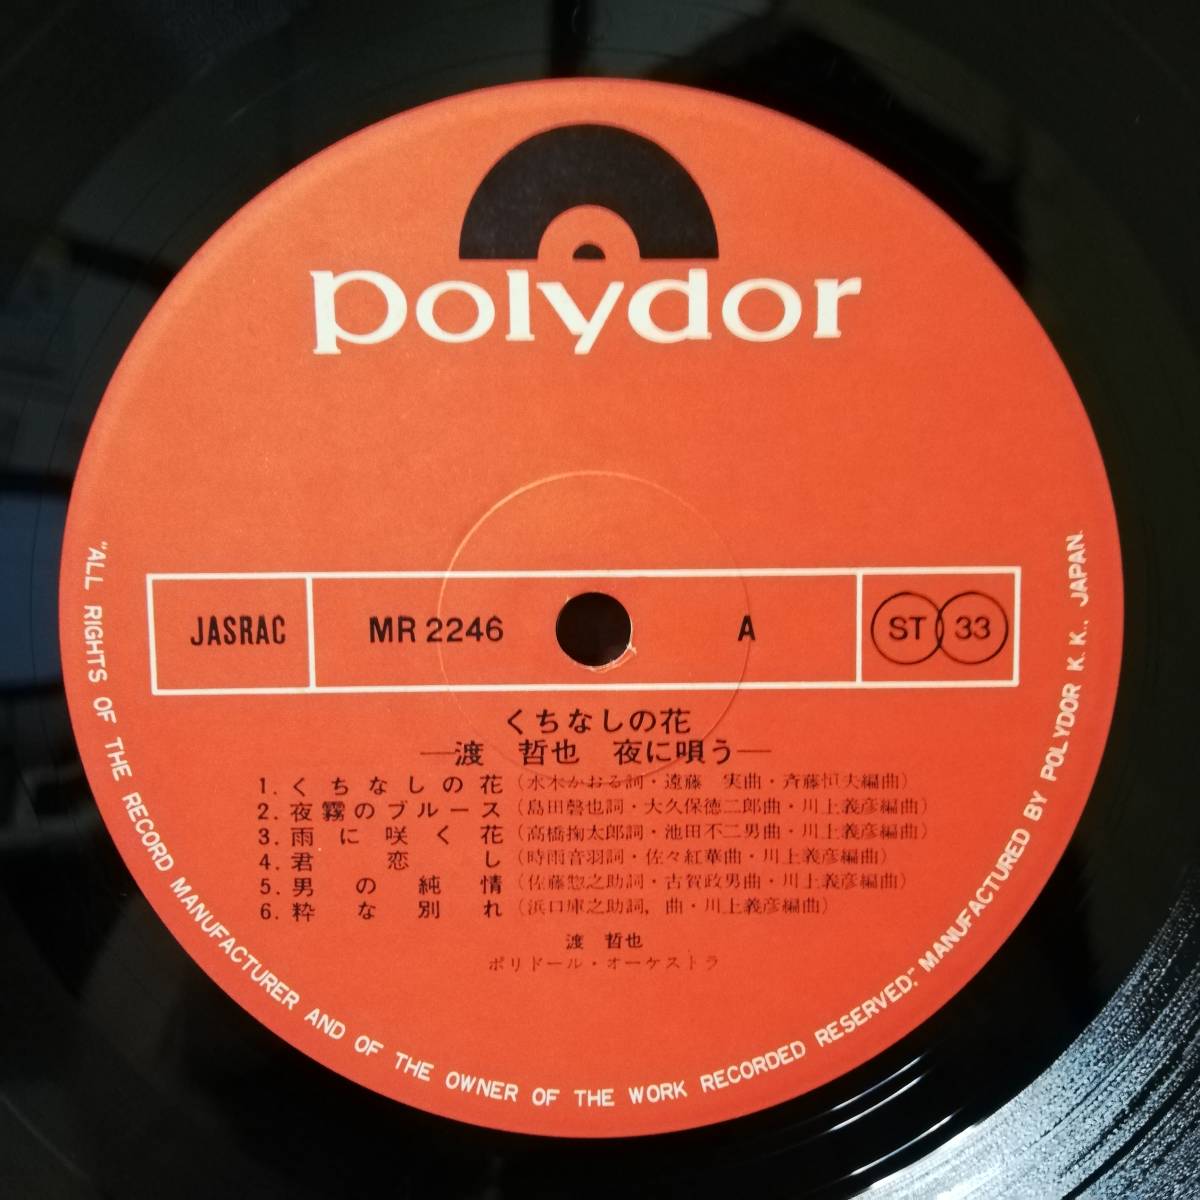 polydor
JASRAC MR 2246 A ST 33
くちなしの花
―渡 哲也 夜に唄う―
1. くちなしの花 (水木かおる詞・遠藤 実曲・斉藤恒夫編曲)
2. 夜霧のブルース (島田磬也詞・大久保徳二郎曲・川上義彦編曲)
3. 雨に咲く花 (高橋掬太郎詞・池田不二男曲・川上義彦編曲)
4. 君恋し (時雨音羽詞・佐々紅華曲・川上義彦編曲)
5. 男の純情 (佐藤惣之助詞・古賀政男曲・川上義彦編曲)
6. 粋な別れ (浜口庫之助詞, 曲・川上義彦編曲)
渡 哲也
ポリドール・オーケストラ
"ALL RIGHTS OF THE RECORD MANUFACTURER AND OF THE OWNER OF THE WORK RECORDED RESERVED." MANUFACTURED BY POLYDOR K. K., JAPAN